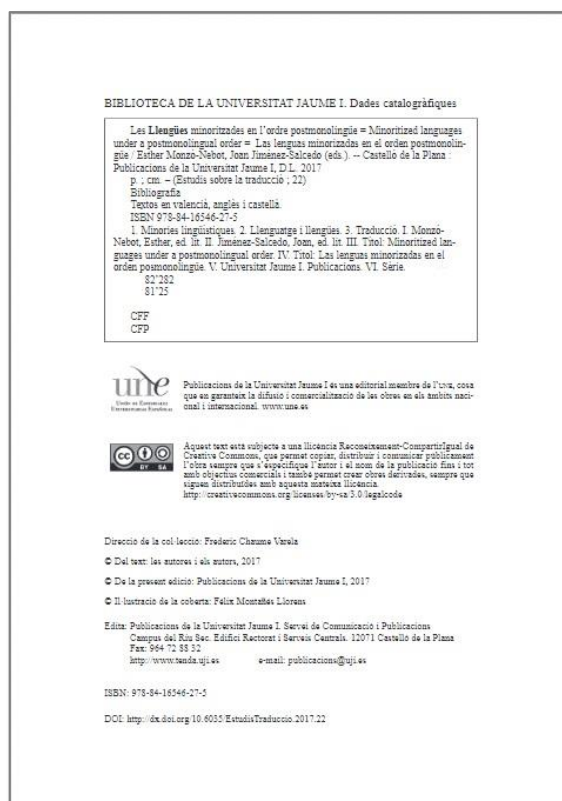 BIBLIOTECA DE LA UNIVERSITAT JAUME I. Dades catalogràfiques
Les Llengües minoritzades en l'ordre postmonolingüe = Minoritized languages
under a postmonolingual order = Las lenguas minorizadas en el orden postmonolin-
güe / Esther Monzó-Nebot, Joan Jiménez-Salcedo (eds.). -- Castelló de la Plana :
Publicacions de la Universitat Jaume I, D.L. 2017
p. ; cm. – (Estudis sobre la traducció ; 22)
Bibliografia
Textos en valencià, anglès i castellà.
ISBN 978-84-16546-27-5
1. Minories lingüístiques. 2. Llenguatge i llengües. 3. Traducció. I. Monzó-
Nebot, Esther, ed. lit. II. Jiménez-Salcedo, Joan, ed. lit. III. Títol: Minoritized lan-
guages under a postmonolingual order. IV. Títol: Las lenguas minorizadas en el
orden posmonolingüe. V. Universitat Jaume I. Publicacions. VI. Sèrie.
82'282
81'25
CFF
CFP
une
Unión de Editoriales
Universitarias Españolas
Publicacions de la Universitat Jaume I és una editorial membre de l'une, cosa
que en garanteix la difusió i comercialització de les obres en els àmbits naci-
onal i internacional. www.une.es
cc
BY SA
Aquest text està subjecte a una llicència Reconeixement-CompartirIgual de
Creative Commons, que permet copiar, distribuir i comunicar públicament
l'obra sempre que s'especifique l'autor i el nom de la publicació fins i tot
amb objectius comercials i també permet crear obres derivades, sempre que
siguen distribuïdes amb aquesta mateixa llicència.
http://creativecommons.org/licenses/by-sa/3.0/legalcode
Direcció de la col·lecció: Frederic Chaume Varela
© Del text: les autores i els autors, 2017
© De la present edició: Publicacions de la Universitat Jaume I, 2017
© Il·lustració de la coberta: Fèlix Montañés Llorens
Edita: Publicacions de la Universitat Jaume I. Servei de Comunicació i Publicacions
Campus del Riu Sec. Edifici Rectorat i Serveis Centrals. 12071 Castelló de la Plana
Fax: 964 72 88 32
http://www.tenda.uji.es e-mail: publicacions@uji.es
ISBN: 978-84-16546-27-5
DOI: http://dx.doi.org/10.6035/EstudisTraduccio.2017.22